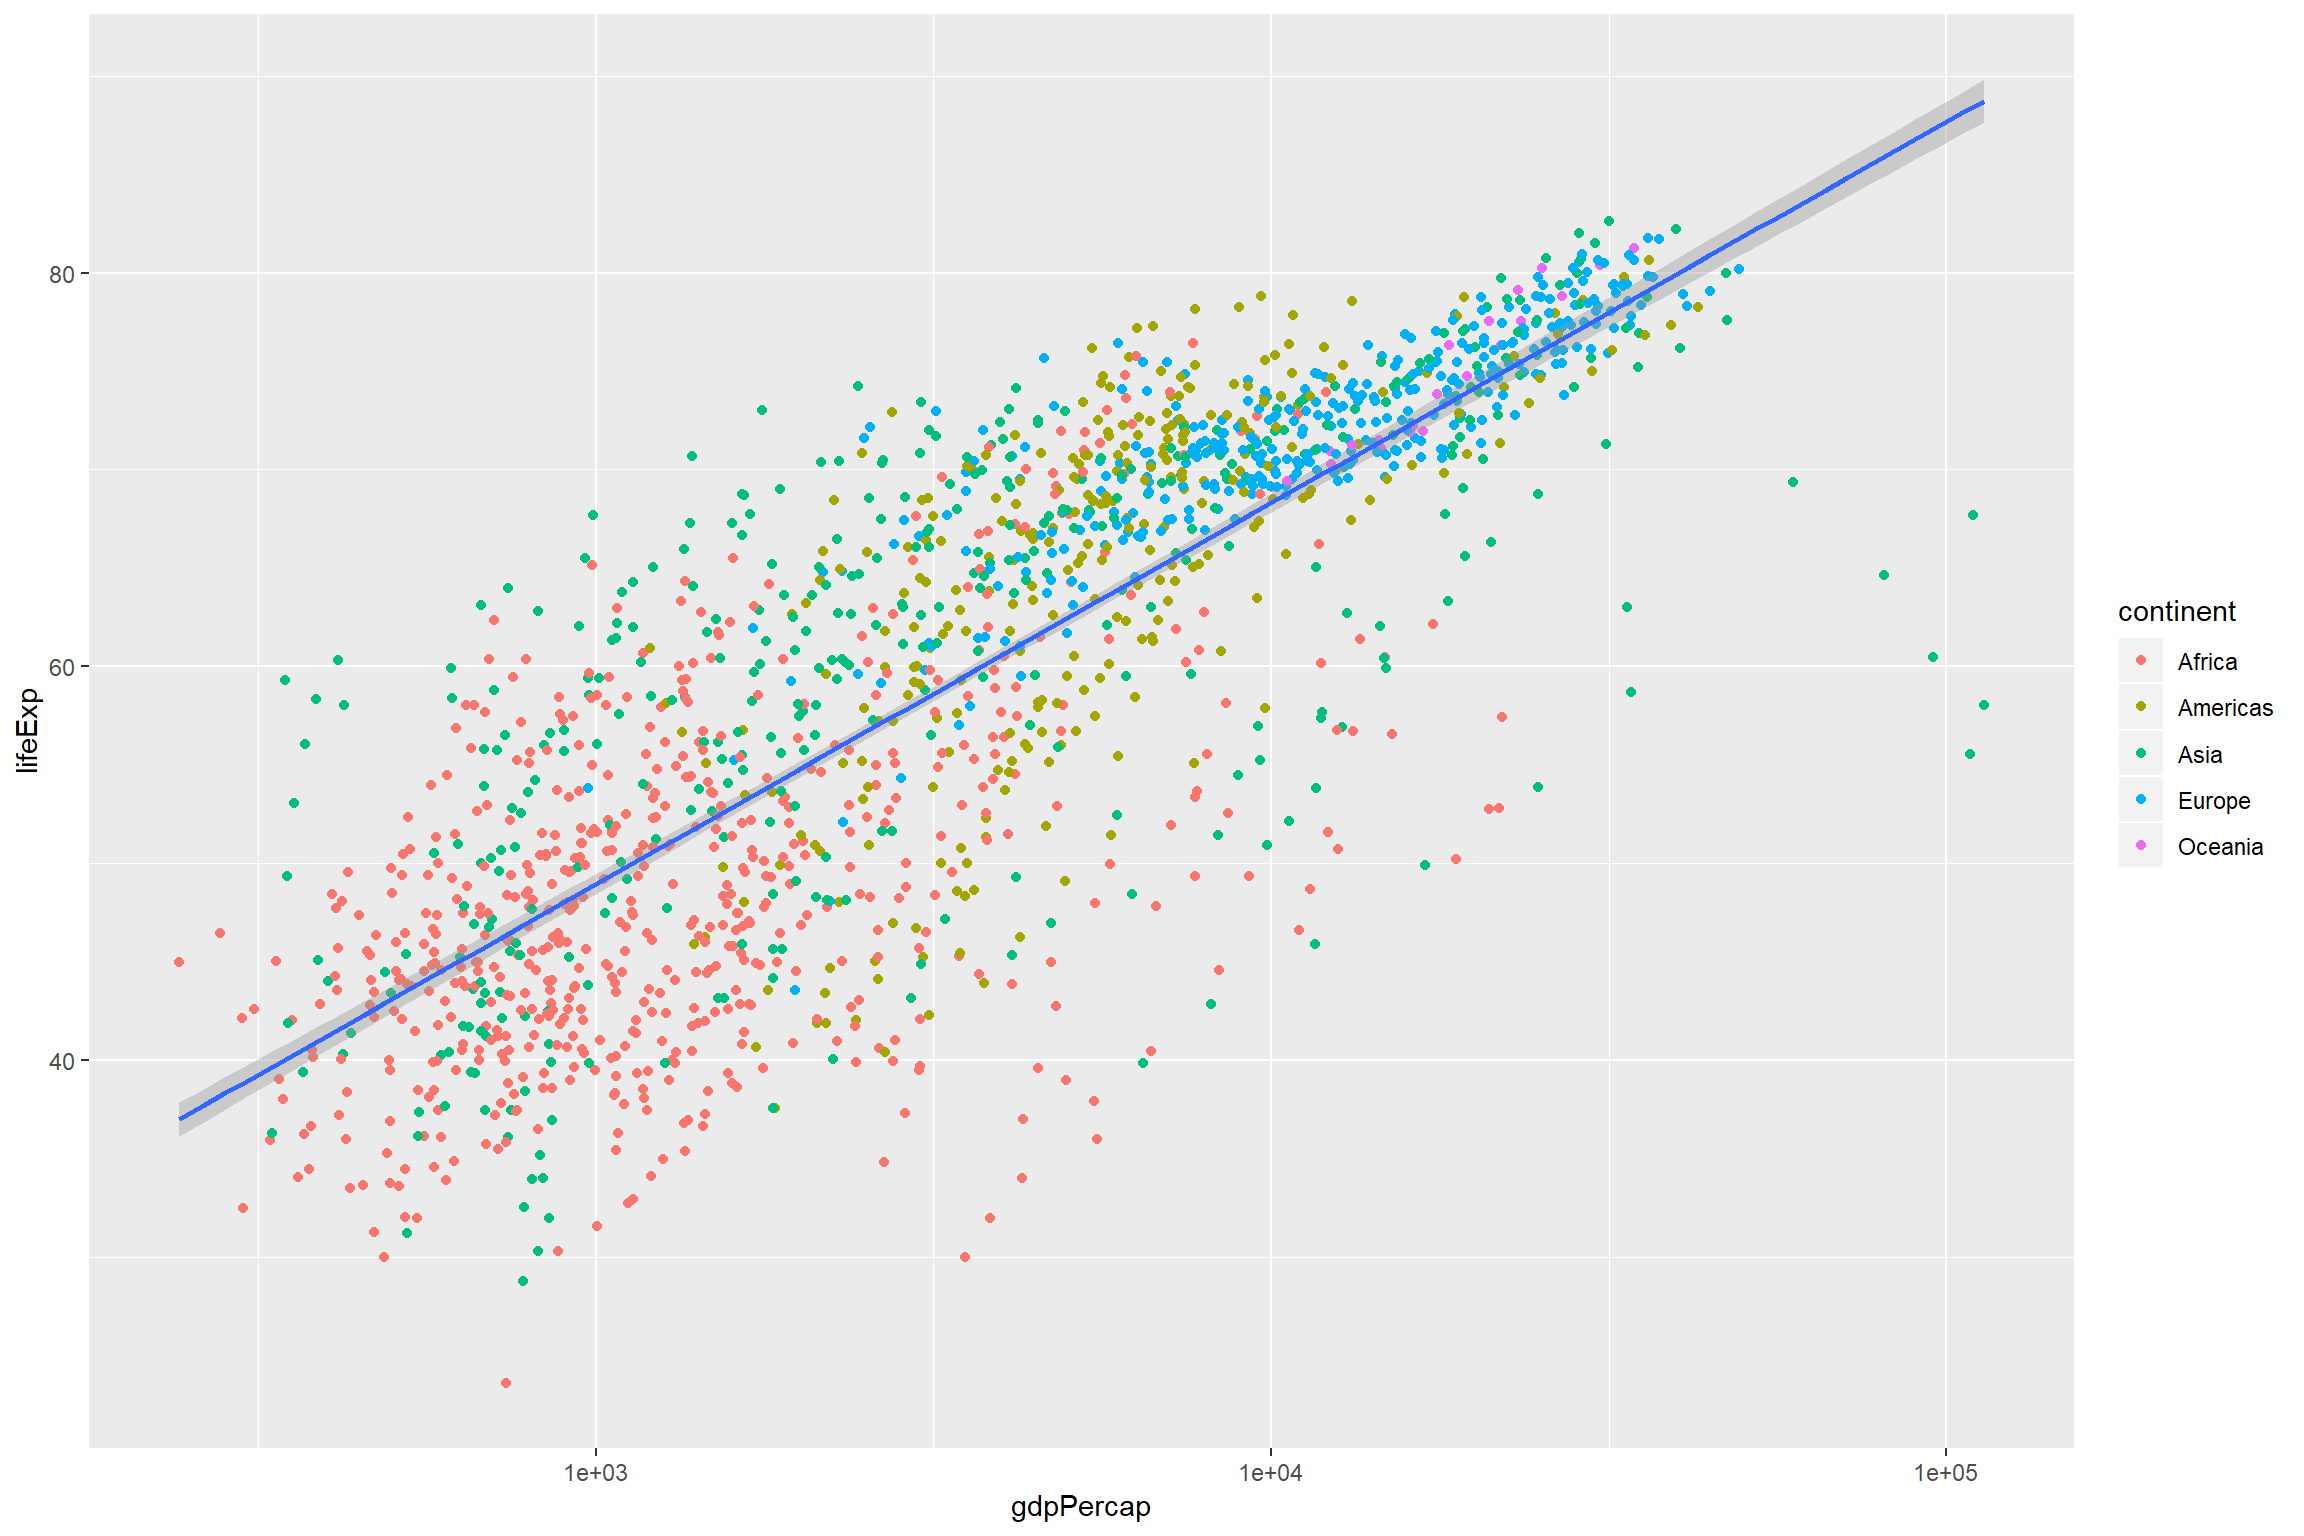 lifeExp
80
60
40
1e+03
1e+04
1e+05
gdpPercap
continent
Africa
Americas
Asia
Europe
Oceania